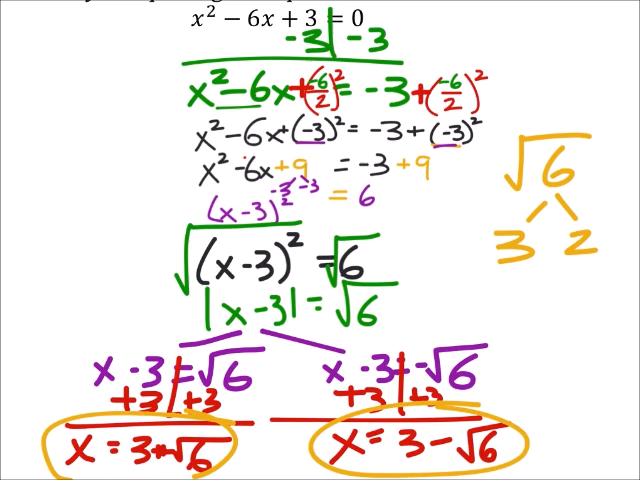 x² − 6x + 3 = 0
-3 | -3
x² - 6x + (-6/2)² = -3 + (-6/2)²
x² - 6x + (-3)² = -3 + (-3)²
x² - 6x + 9 = -3 + 9
-3 -3
(x - 3)² = 6
√6
3 2
√(x - 3)² = √6
|x - 3| = √6
x - 3 = √6 x - 3 = -√6
+3 | +3 +3 | +3
x = 3 + √6 x = 3 - √6